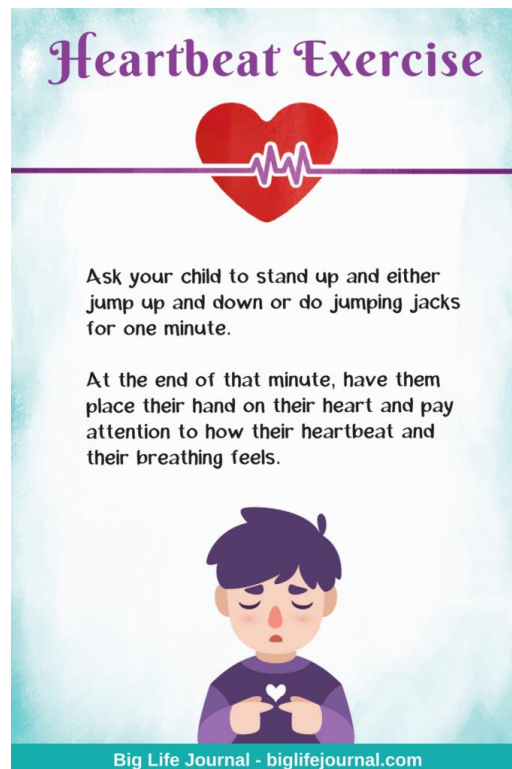 Heartbeat Exercise
Ask your child to stand up and either
jump up and down or do jumping jacks
for one minute.
At the end of that minute, have them
place their hand on their heart and pay
attention to how their heartbeat and
their breathing feels.
Big Life Journal - biglifejournal.com